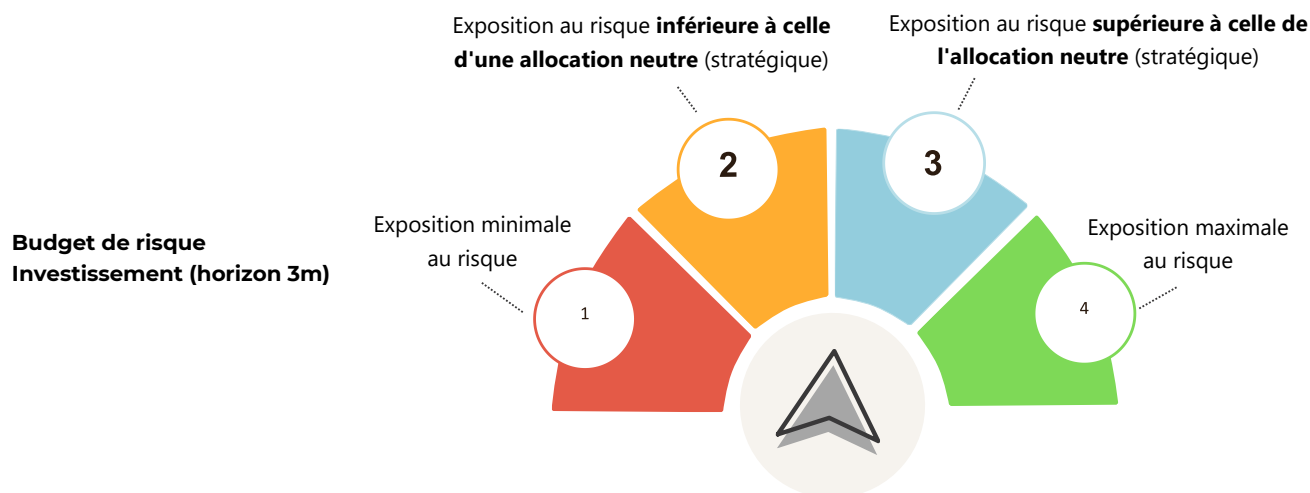 Exposition au risque inférieure à celle
d'une allocation neutre (stratégique)
Exposition au risque supérieure à celle de
l'allocation neutre (stratégique)
2
3
Exposition minimale
au risque
Exposition maximale
au risque
Budget de risque
Investissement (horizon 3m)
1
4